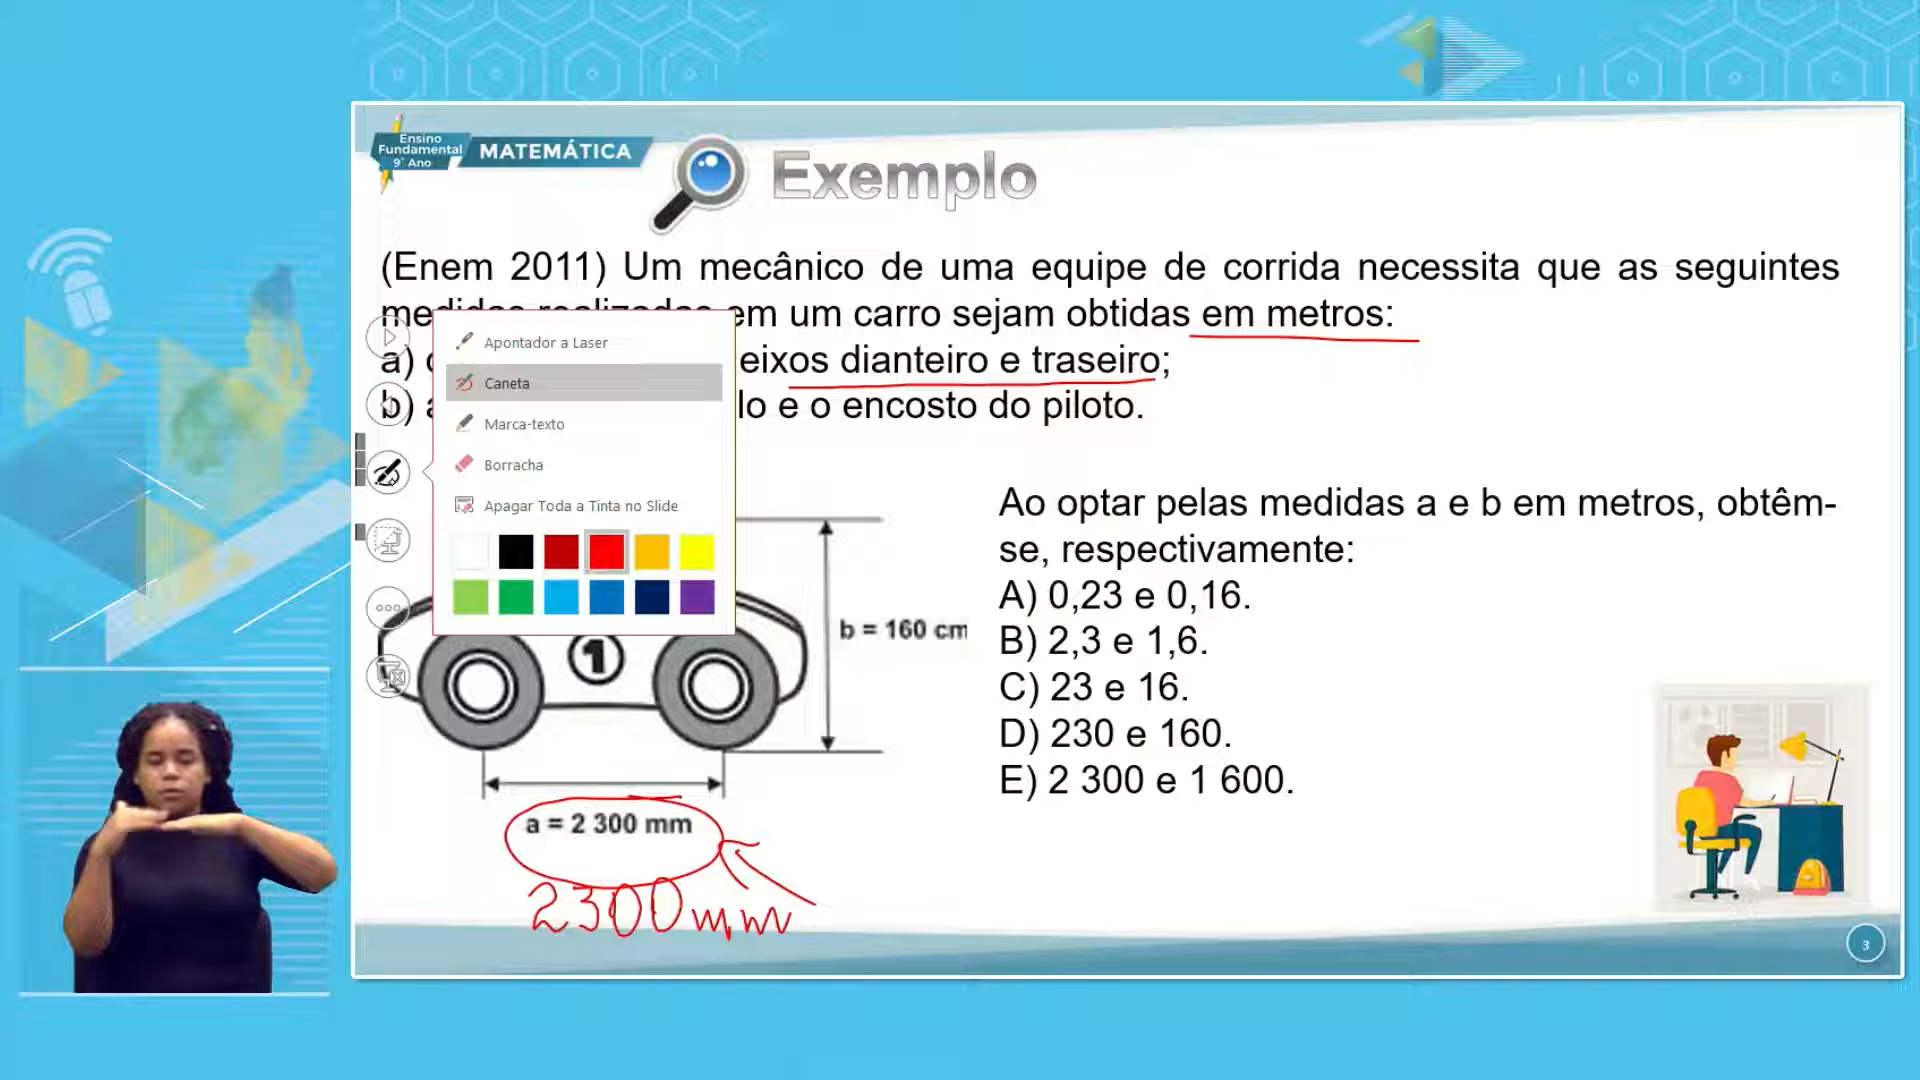 Ensino
Fundamental
9° Ano
MATEMÁTICA
Exemplo
(Enem 2011) Um mecânico de uma equipe de corrida necessita que as seguintes
em um carro sejam obtidas em metros:
a) eixos dianteiro e traseiro;
b) e o encosto do piloto.
Apontador a Laser
Caneta
Marca-texto
Borracha
Apagar Toda a Tinta no Slide
1
b = 160 cm
a = 2 300 mm
2300 mm
Ao optar pelas medidas a e b em metros, obtêm-
se, respectivamente:
A) 0,23 e 0,16.
B) 2,3 e 1,6.
C) 23 e 16.
D) 230 e 160.
E) 2 300 e 1 600.
3